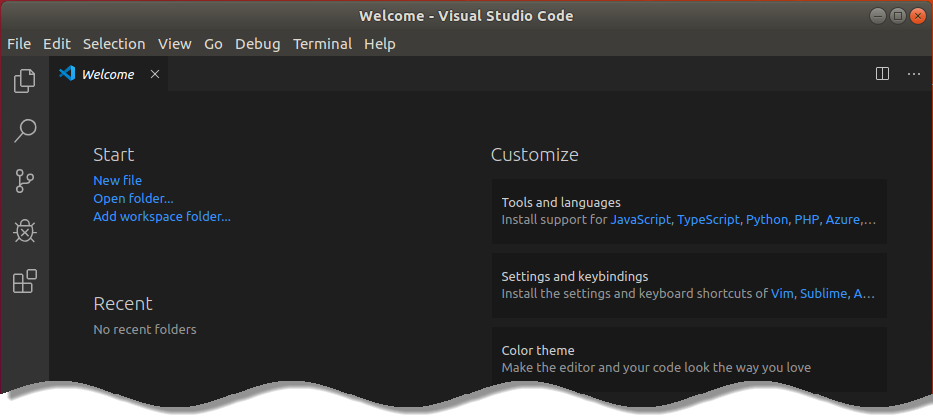 Welcome - Visual Studio Code
File Edit Selection View Go Debug Terminal Help
Welcome
Start
New file
Open folder...
Add workspace folder...
Recent
No recent folders
Customize
Tools and languages
Install support for JavaScript, TypeScript, Python, PHP, Azure,...
Settings and keybindings
Install the settings and keyboard shortcuts of Vim, Sublime, A...
Color theme
Make the editor and your code look the way you love